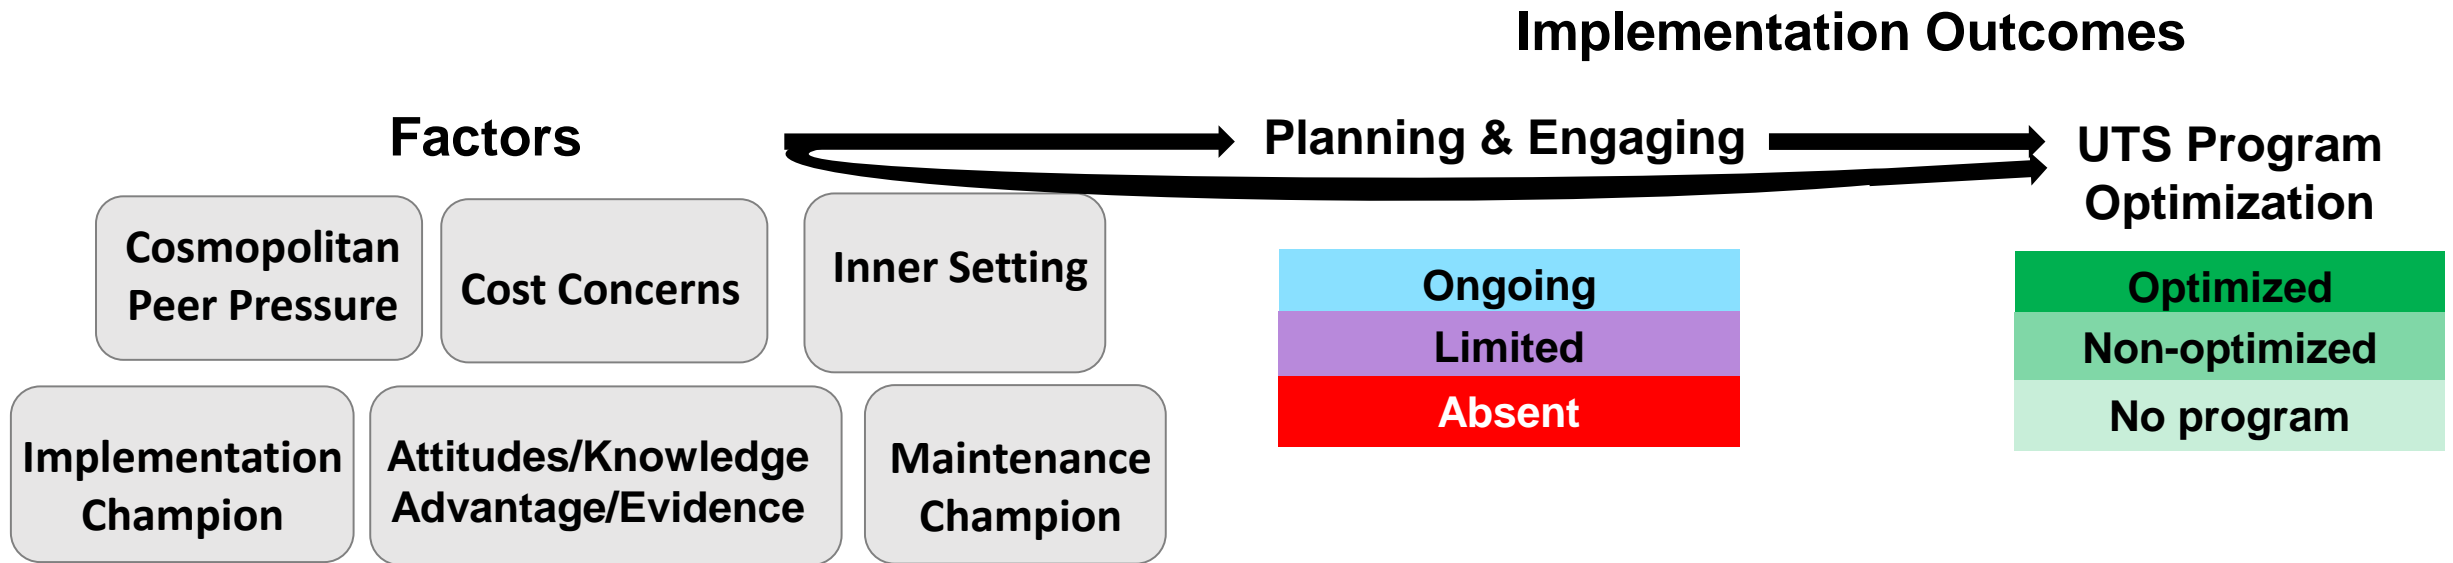 Implementation Outcomes
Factors
Planning & Engaging
UTS Program
Optimization
Cosmopolitan
Peer Pressure
Cost Concerns
Inner Setting
Implementation
Champion
Attitudes/Knowledge
Advantage/Evidence
Maintenance
Champion
Ongoing
Limited
Absent
Optimized
Non-optimized
No program